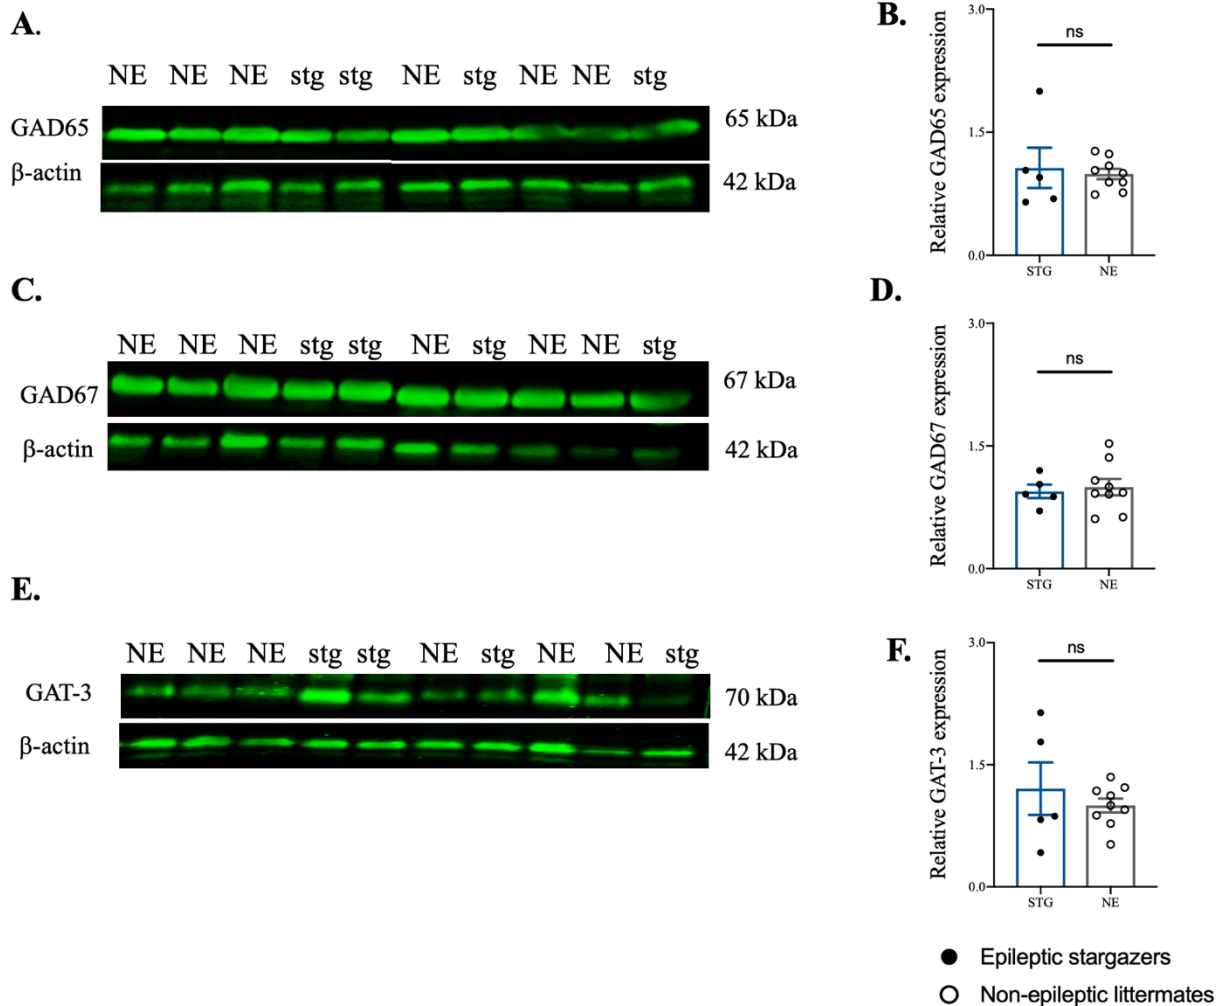 A.
NE NE NE stg stg NE stg NE NE stg
GAD65
65 kDa
β-actin
42 kDa
B.
Relative GAD65 expression
3.0
1.5
0.0
ns
STG NE
C.
NE NE NE stg stg NE stg NE NE stg
GAD67
67 kDa
β-actin
42 kDa
D.
Relative GAD67 expression
3.0
1.5
0.0
ns
STG NE
E.
NE NE NE stg stg NE stg NE NE stg
GAT-3
70 kDa
β-actin
42 kDa
F.
Relative GAT-3 expression
3.0
1.5
0.0
ns
STG NE
Epileptic stargazers
Non-epileptic littermates